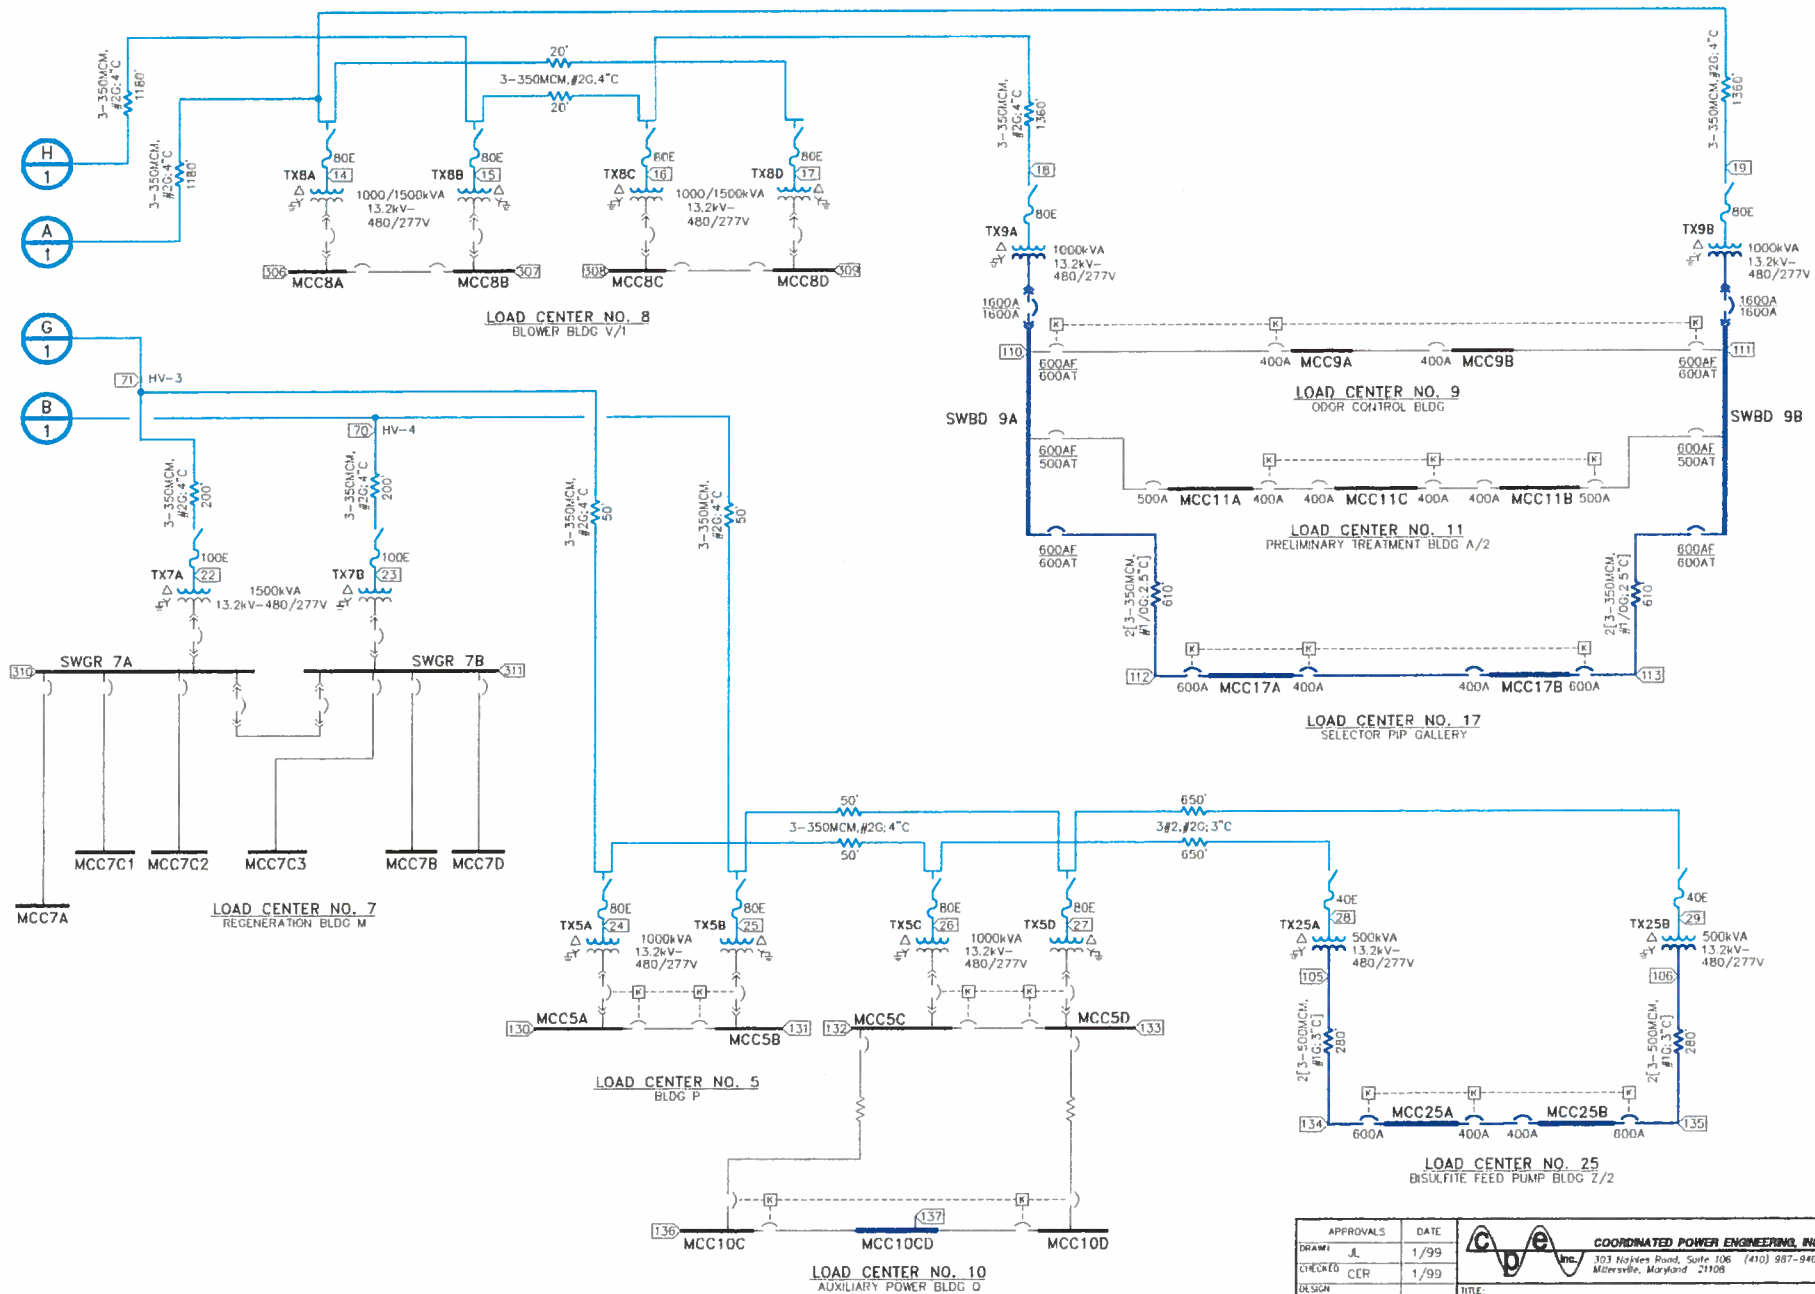 H
1
A
1
G
1
B
1
3-350MCM,
#2G;4"C
1180'
3-350MCM,
#2G;4"C
1180'
20'
3-350MCM,#2G,4"C
20'
80E
TX8A
14
80E
TX8B
15
80E
TX8C
16
80E
TX8D
17
1000/1500kVA
13.2kV-
480/277V
1000/1500kVA
13.2kV-
480/277V
306
MCC8A
MCC8B
307
308
MCC8C
MCC8D
309
LOAD CENTER NO. 8
BLOWER BLDG V/1
3-350MCM,
#2G;4"C
1360'
18
80E
TX9A
1000kVA
13.2kV-
480/277V
1600A
1600A
3-350MCM,#2G;4"C
1360'
19
80E
TX9B
1000kVA
13.2kV-
480/277V
1600A
1600A
K
K
K
110
600AF
600AT
400A
MCC9A
400A
MCC9B
600AF
600AT
111
LOAD CENTER NO. 9
ODOR CONTROL BLDG
SWBD 9A
SWBD 9B
600AF
500AT
600AF
500AT
K
K
K
500A
MCC11A
400A
400A
MCC11C
400A
400A
MCC11B
500A
LOAD CENTER NO. 11
PRELIMINARY TREATMENT BLDG A/2
600AF
600AT
600AF
600AT
2[3-350MCM,
#1/0G;2.5"C]
610'
2[3-350MCM,
#1/0G;2.5"C]
610'
K
K
K
112
600A
MCC17A
400A
400A
MCC17B
600A
113
LOAD CENTER NO. 17
SELECTOR PIP GALLERY
71
HV-3
70
HV-4
3-350MCM,
#2G;4"C
200'
3-350MCM,
#2G;4"C
200'
3-350MCM,
#2G;4"C
50'
3-350MCM,
#2G;4"C
50'
100E
TX7A
22
100E
TX7B
23
1500kVA
13.2kV-480/277V
310
SWGR 7A
SWGR 7B
311
MCC7C1
MCC7C2
MCC7C3
MCC7B
MCC7D
MCC7A
LOAD CENTER NO. 7
REGENERATION BLDG M
50'
3-350MCM,#2G;4"C
50'
650'
3#2,#2G;3"C
650'
80E
TX5A
24
80E
TX5B
25
80E
TX5C
26
80E
TX5D
27
1000kVA
13.2kV-
480/277V
1000kVA
13.2kV-
480/277V
K
K
K
K
130
MCC5A
MCC5B
131
132
MCC5C
MCC5D
133
LOAD CENTER NO. 5
BLDG P
40E
TX25A
28
500kVA
13.2kV-
480/277V
40E
TX25B
29
500kVA
13.2kV-
480/277V
105
106
2[3-500MCM,
#1G;3"C]
280'
2[3-500MCM,
#1G;3"C]
280'
K
K
K
134
600A
MCC25A
400A
400A
MCC25B
600A
135
LOAD CENTER NO. 25
BISULFITE FEED PUMP BLDG Z/2
K
K
136
MCC10C
137
MCC10CD
MCC10D
LOAD CENTER NO. 10
AUXILIARY POWER BLDG Q
APPROVALS
DATE
DRAWN
JL
1/99
CHECKED
CER
1/99
DESIGN
cpe inc.
COORDINATED POWER ENGINEERING, INC
303 Najoles Road, Suite 106 (410) 987-940
Millersville, Maryland 21108
TITLE: